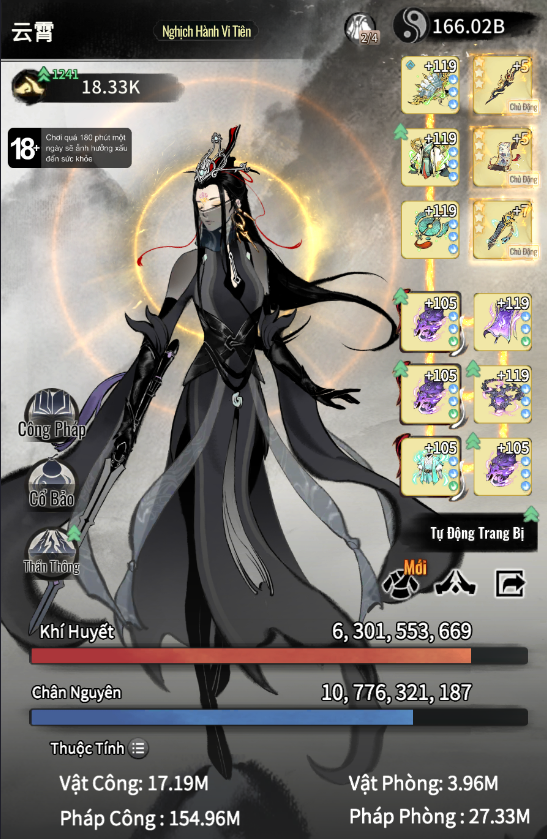 云霄
Nghịch Hành Vi Tiên
2/4
166.02B
1241
18.33K
18+
Chơi quá 180 phút một
ngày sẽ ảnh hưởng xấu
đến sức khỏe
+119
+5
Chủ Động
+119
+5
Chủ Động
+119
+7
Chủ Động
+105
+119
+105
+119
+105
+105
Công Pháp
Cổ Bảo
Thần Thông
Tự Động Trang Bị
Mới
Khí Huyết
6, 301, 553, 669
Chân Nguyên
10, 776, 321, 187
Thuộc Tính
Vật Công: 17.19M
Vật Phòng: 3.96M
Pháp Công : 154.96M
Pháp Phòng : 27.33M